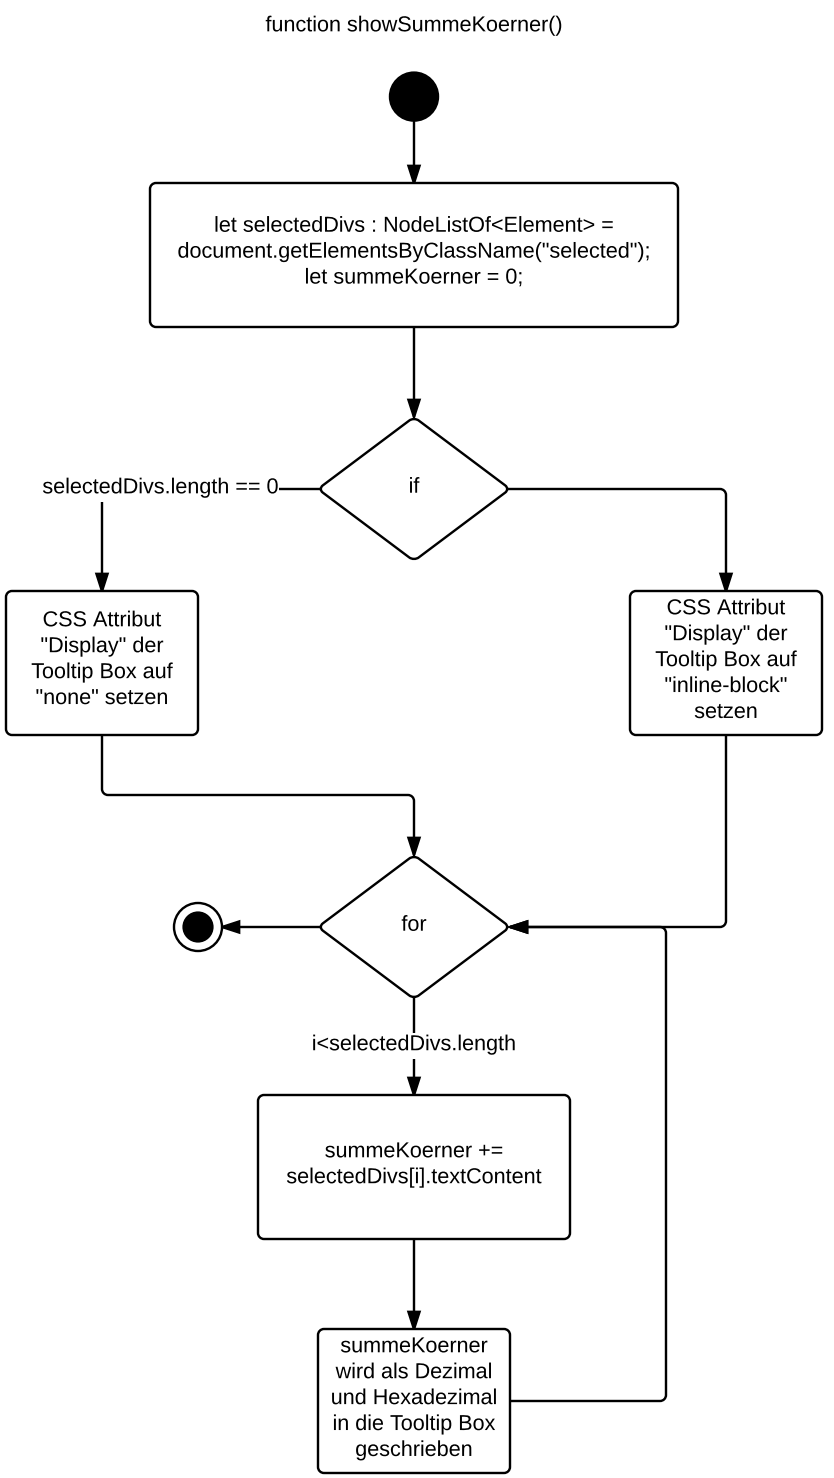 function showSummeKoerner()
let selectedDivs : NodeListOf<Element> =
document.getElementsByClassName("selected");
let summeKoerner = 0;
if
selectedDivs.length == 0
CSS Attribut
"Display" der
Tooltip Box auf
"none" setzen
CSS Attribut
"Display" der
Tooltip Box auf
"inline-block"
setzen
for
i<selectedDivs.length
summeKoerner +=
selectedDivs[i].textContent
summeKoerner
wird als Dezimal
und Hexadezimal
in die Tooltip Box
geschrieben